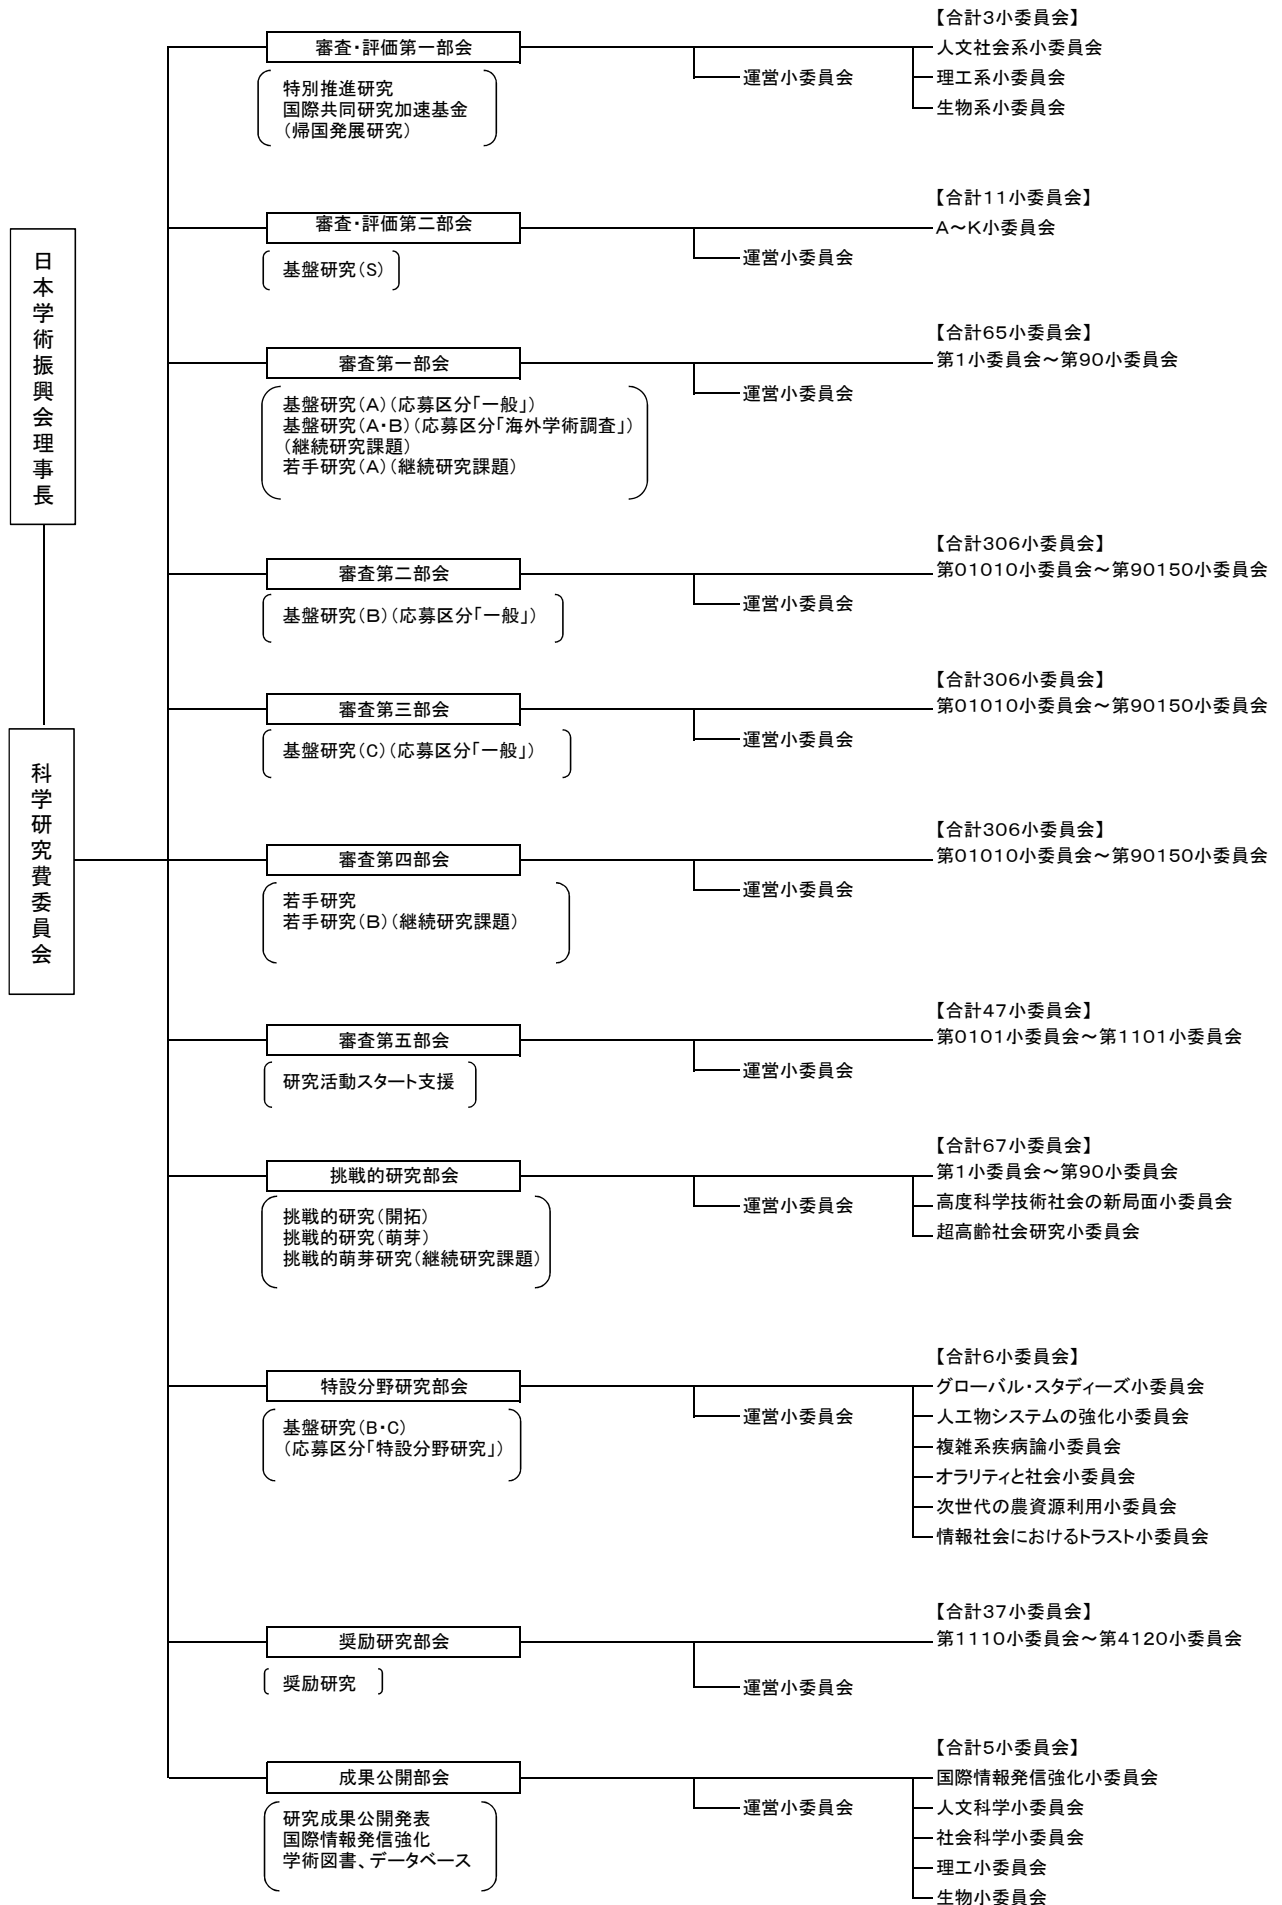 日本学術振興会理事長
科学研究費委員会
審査・評価第一部会
特別推進研究
国際共同研究加速基金
(帰国発展研究)
運営小委員会
【合計3小委員会】
人文社会系小委員会
理工系小委員会
生物系小委員会
審査・評価第二部会
基盤研究(S)
運営小委員会
【合計11小委員会】
A~K小委員会
審査第一部会
基盤研究(A)(応募区分「一般」)
基盤研究(A・B)(応募区分「海外学術調査」)
(継続研究課題)
若手研究(A)(継続研究課題)
運営小委員会
【合計65小委員会】
第1小委員会~第90小委員会
審査第二部会
基盤研究(B)(応募区分「一般」)
運営小委員会
【合計306小委員会】
第01010小委員会~第90150小委員会
審査第三部会
基盤研究(C)(応募区分「一般」)
運営小委員会
【合計306小委員会】
第01010小委員会~第90150小委員会
審査第四部会
若手研究
若手研究(B)(継続研究課題)
運営小委員会
【合計306小委員会】
第01010小委員会~第90150小委員会
審査第五部会
研究活動スタート支援
運営小委員会
【合計47小委員会】
第0101小委員会~第1101小委員会
挑戦的研究部会
挑戦的研究(開拓)
挑戦的研究(萌芽)
挑戦的萌芽研究(継続研究課題)
運営小委員会
【合計67小委員会】
第1小委員会~第90小委員会
高度科学技術社会の新局面小委員会
超高齢社会研究小委員会
特設分野研究部会
基盤研究(B・C)
(応募区分「特設分野研究」)
運営小委員会
【合計6小委員会】
グローバル・スタディーズ小委員会
人工物システムの強化小委員会
複雑系疾病論小委員会
オラリティと社会小委員会
次世代の農資源利用小委員会
情報社会におけるトラスト小委員会
奨励研究部会
奨励研究
運営小委員会
【合計37小委員会】
第1110小委員会~第4120小委員会
成果公開部会
研究成果公開発表
国際情報発信強化
学術図書、データベース
運営小委員会
【合計5小委員会】
国際情報発信強化小委員会
人文科学小委員会
社会科学小委員会
理工小委員会
生物小委員会